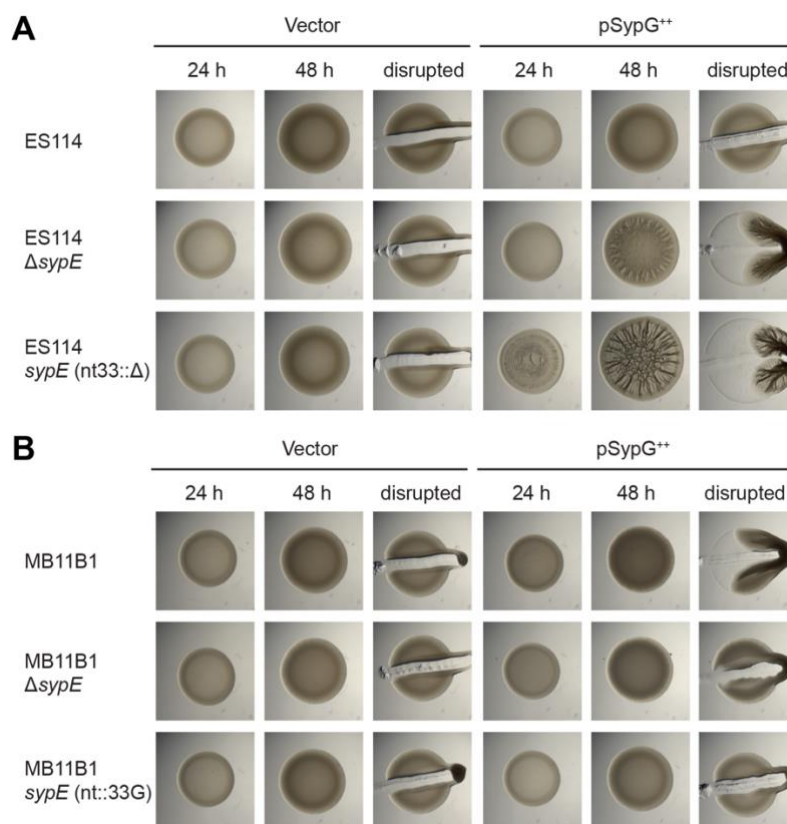 A
Vector pSypG⁺⁺
24 h 48 h disrupted 24 h 48 h disrupted
ES114
ES114
ΔsypE
ES114
sypE (nt33::Δ)
B
Vector pSypG⁺⁺
24 h 48 h disrupted 24 h 48 h disrupted
MB11B1
MB11B1
ΔsypE
MB11B1
sypE (nt::33G)